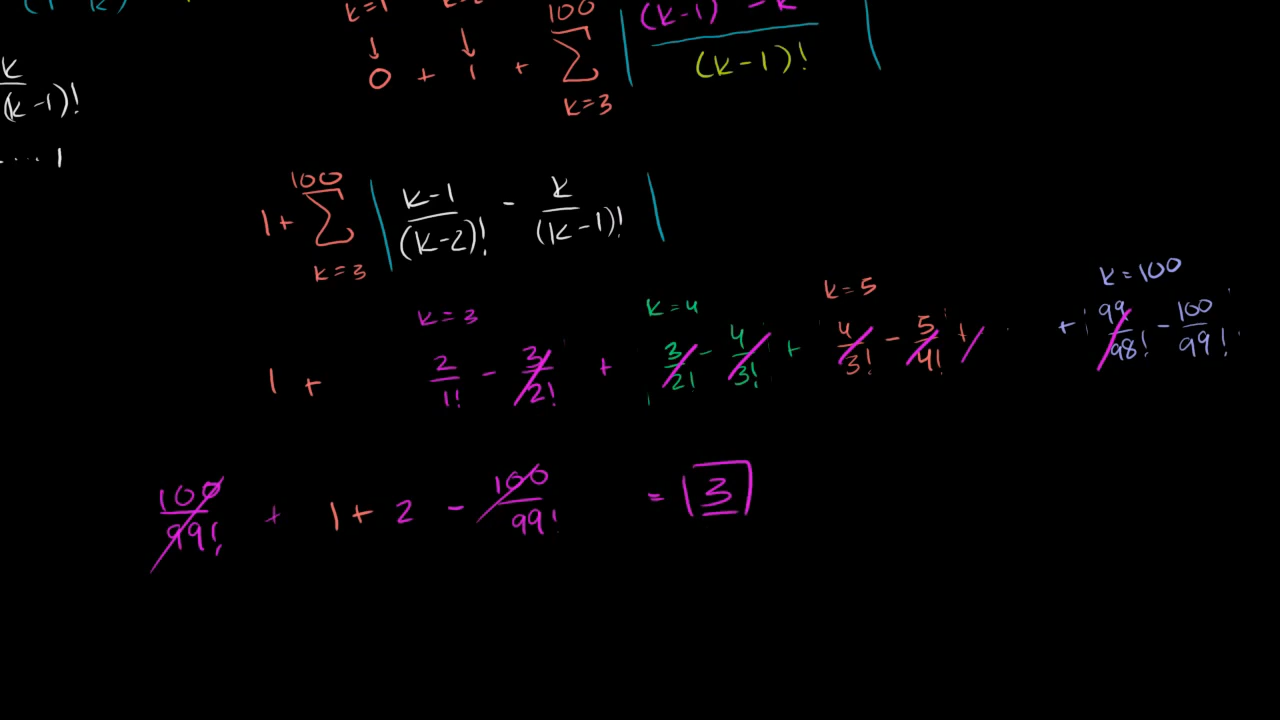 k=1
100 (k-1) - k
0 + 1 + Σ | / (k-1)! |
k=3
k / (k-1)!
... 1
100
1 + Σ | (k-1)/(k-2)! - k/(k-1)! |
k=3
k=3 k=4 k=5 k=100
1 + 2/1! - 3/2! + 3/2! - 4/3! + 4/3! - 5/4! + + 99/98! - 100/99!
100/99! + 1 + 2 - 100/99! = 3